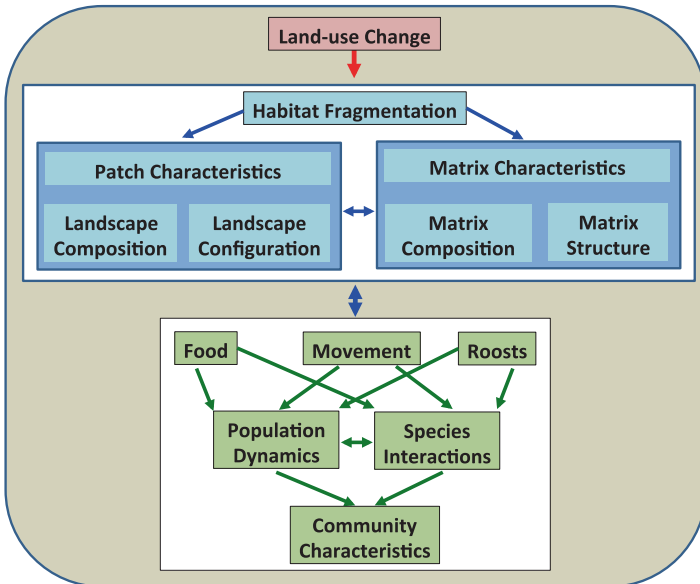 Land-use Change
Habitat Fragmentation
Patch Characteristics
Matrix Characteristics
Landscape
Composition
Landscape
Configuration
Matrix
Composition
Matrix
Structure
Food
Movement
Roosts
Population
Dynamics
Species
Interactions
Community
Characteristics